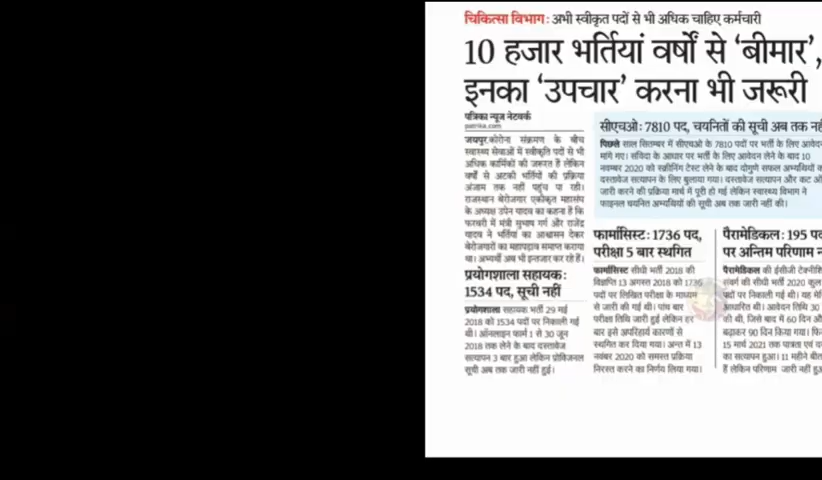 चिकित्सा विभाग: अभी स्वीकृत पदों से भी अधिक चाहिए कर्मचारी
10 हजार भर्तियां वर्षों से ‘बीमार’,
इनका ‘उपचार’ करना भी जरूरी
पत्रिका न्यूज नेटवर्क
patrika.com
जयपुर.कोरोना संक्रमण के बीच
स्वास्थ्य सेवाओं में स्वीकृति पदों से भी
अधिक कार्मिकों की जरूरत है लेकिन
वर्षों से अटकी भर्तियों की प्रक्रिया
अंजाम तक नहीं पहुंच पा रही।
राजस्थान बेरोजगार एकीकृत महासंघ
के अध्यक्ष उपेन यादव का कहना है कि
फरवरी में मंत्री सुभाष गर्ग और राजेंद्र
यादव ने भर्तियों का आश्वासन देकर
बेरोजगारों का महापड़ाव समाप्त कराया
था। अभ्यर्थी अब भी इन्तजार कर रहे हैं।
प्रयोगशाला सहायक:
1534 पद, सूची नहीं
प्रयोगशाला सहायक भर्ती 29 मई
2018 को 1534 पदों पर निकाली गई
थी। ऑनलाइन फार्म 1 से 30 जून
2018 तक लेने के बाद दस्तावेज
सत्यापन 3 बार हुआ लेकिन प्रोविजनल
सूची अब तक जारी नहीं हुई।
सीएचओ: 7810 पद, चयनितों की सूची अब तक नहीं
पिछले साल सितम्बर में सीएचओ के 7810 पदों पर भर्ती के लिए आवेदन
मांगे गए। संविदा के आधार पर भर्ती के लिए आवेदन लेने के बाद 10
नवम्बर 2020 को स्क्रीनिंग टेस्ट लेने के बाद दोगुने सफल अभ्यर्थियों को
दस्तावेज सत्यापन के लिए बुलाया गया। दस्तावेज सत्यापन और कट ऑ
जारी करने की प्रक्रिया मार्च में पूरी हो गई लेकिन स्वास्थ्य विभाग ने
फाइनल चयनित अभ्यर्थियों की सूची अब तक जारी नहीं की।
फार्मासिस्ट: 1736 पद,
परीक्षा 5 बार स्थगित
फार्मासिस्ट सीधी भर्ती 2018 की
विज्ञप्ति 13 अगस्त 2018 को 1736
पदों पर लिखित परीक्षा के माध्यम
से जारी की गई थी। पांच बार
परीक्षा तिथि जारी हुई लेकिन हर
बार इसे अपरिहार्य कारणों से
स्थगित कर दिया गया। अन्त में 13
नवंबर 2020 को समस्त प्रक्रिया
निरस्त करने का निर्णय लिया गया।
पैरामेडिकल: 195 पद
पर अन्तिम परिणाम न
पैरामेडिकल की ईसीजी टेक्नीशि
संवर्ग की सीधी भर्ती 2020 कुल
पदों पर निकाली गई थी। यह मे
आधारित थी। आवेदन तिथि 30
की थी, जिसे बाद में 60 दिन औ
बढ़ाकर 90 दिन किया गया। फि
15 मार्च 2021 तक पात्रता एवं द
का सत्यापन हुआ। 11 महीने बीत
हैं लेकिन परिणाम जारी नहीं हुआ